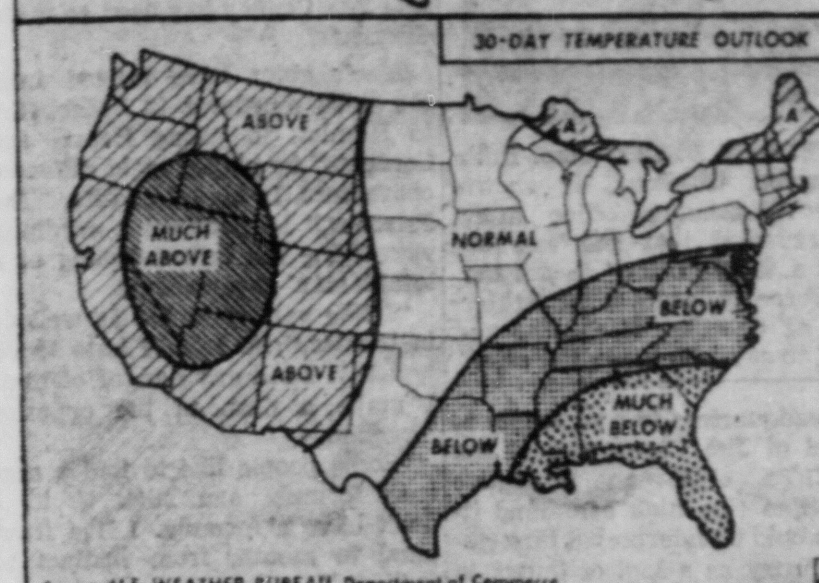 30-DAY TEMPERATURE OUTLOOK
ABOVE
A
A
MUCH
ABOVE
NORMAL
BELOW
ABOVE
MUCH
BELOW
BELOW
U.S. WEATHER BUREAU, Department of Commerce